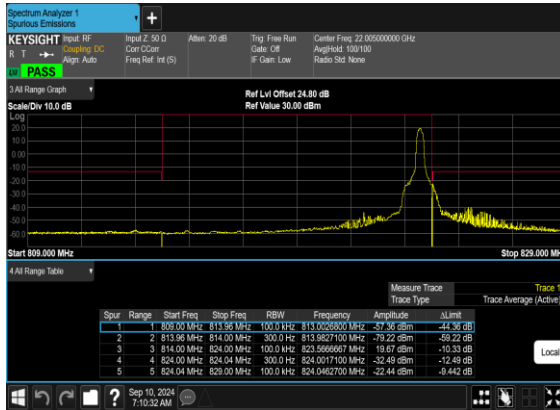 Spectrum Analyzer 1
Spurious Emissions
+
KEYSIGHT Input: RF Input Z: 50 Ω Atten: 20 dB Trig: Free Run Center Freq: 22.005000000 GHz
R T Coupling: DC Corr CCorr Gate: Off Avg|Hold: 100/100
Align: Auto Freq Ref: Int (S) IF Gain: Low Radio Std: None
LXI PASS
3 All Range Graph
Ref Lvl Offset 24.80 dB
Scale/Div 10.0 dB Ref Value 30.00 dBm
Log
20.0
10.0
0.00
-10.0
-20.0
-30.0
-40.0
-50.0
-60.0
Start 809.000 MHz Stop 829.000 MH
4 All Range Table
Measure Trace Trace 1
Trace Type Trace Average (Active)
Spur Range Start Freq Stop Freq RBW Frequency Amplitude ΔLimit
1 1 809.00 MHz 813.96 MHz 100.0 kHz 813.0026800 MHz -57.36 dBm -44.36 dB
2 2 813.96 MHz 814.00 MHz 300.0 Hz 813.9827100 MHz -79.22 dBm -59.22 dB
3 3 814.00 MHz 824.00 MHz 100.0 kHz 823.5666667 MHz 19.67 dBm -10.33 dB
4 4 824.00 MHz 824.04 MHz 300.0 Hz 824.0017100 MHz -32.49 dBm -12.49 dB
5 5 824.04 MHz 829.00 MHz 100.0 kHz 824.0462700 MHz -22.44 dBm -9.442 dB
Local
? Sep 10, 2024
7:10:32 AM